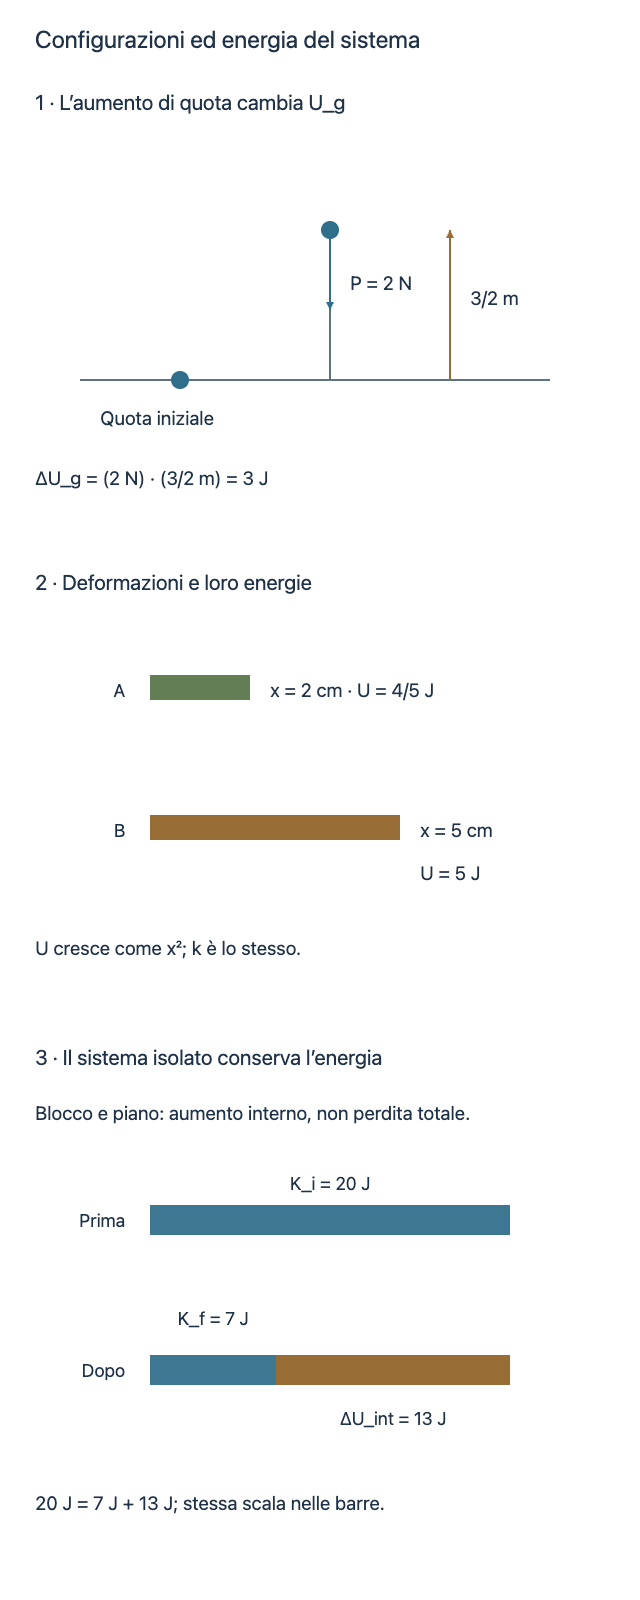 Configurazioni ed energia del sistema
1 · L’aumento di quota cambia U_g
P = 2 N
3/2 m
Quota iniziale
ΔU_g = (2 N) · (3/2 m) = 3 J
2 · Deformazioni e loro energie
A
x = 2 cm · U = 4/5 J
B
x = 5 cm
U = 5 J
U cresce come x²; k è lo stesso.
3 · Il sistema isolato conserva l’energia
Blocco e piano: aumento interno, non perdita totale.
K_i = 20 J
Prima
K_f = 7 J
Dopo
ΔU_int = 13 J
20 J = 7 J + 13 J; stessa scala nelle barre.